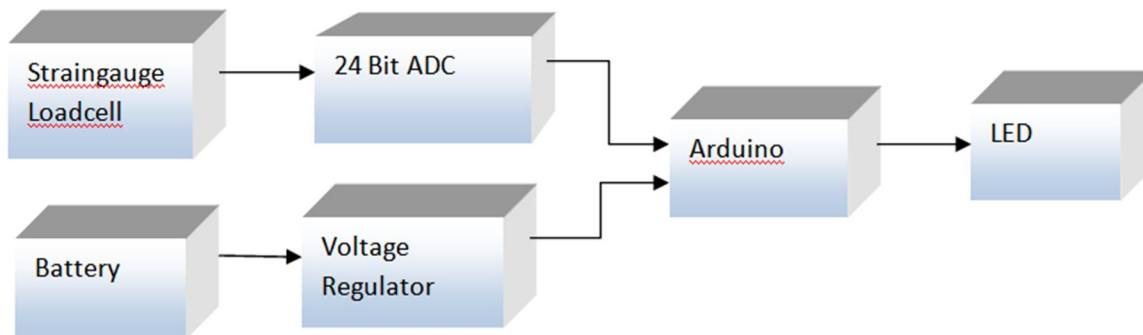 Straingauge
Loadcell
24 Bit ADC
Arduino
LED
Battery
Voltage
Regulator